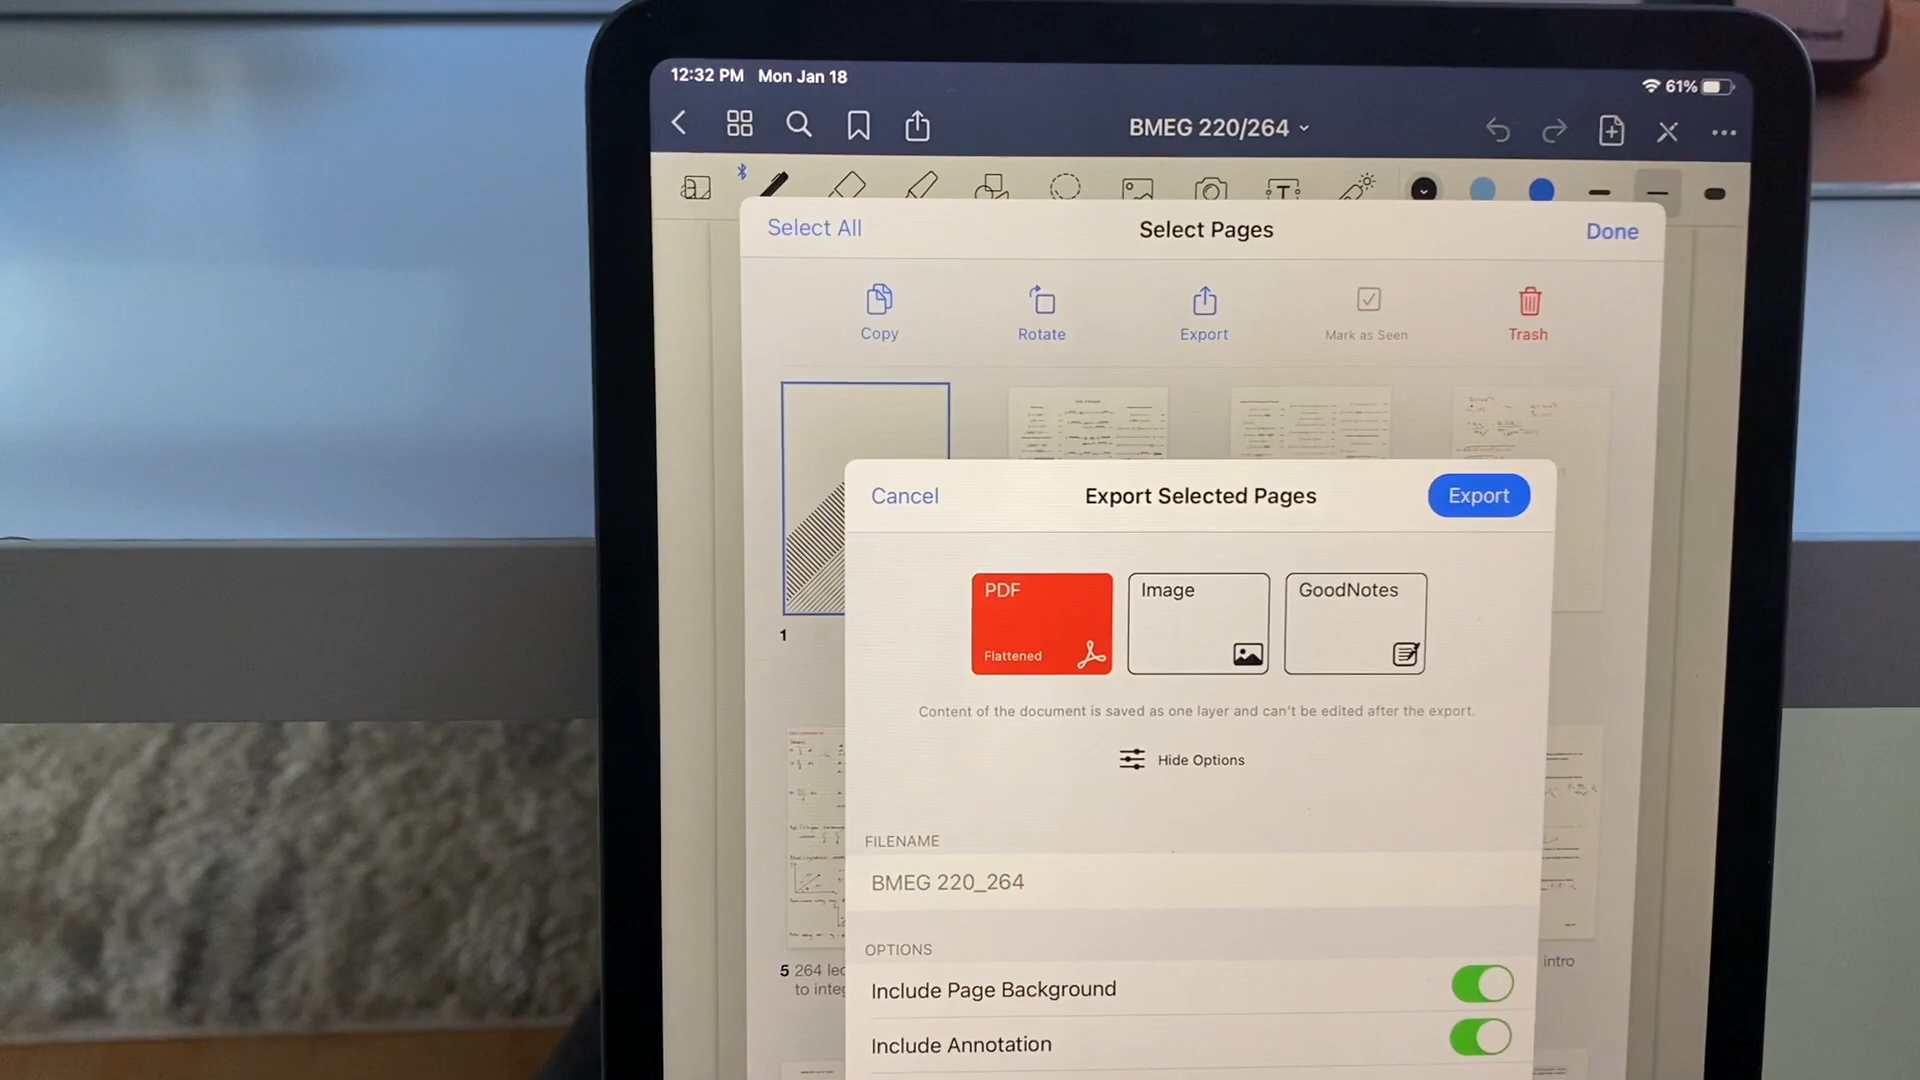 12:32 PM Mon Jan 18
61%
BMEG 220/264
Select All
Select Pages
Done
Copy
Rotate
Export
Mark as Seen
Trash
Cancel
Export Selected Pages
Export
PDF
Flattened
Image
GoodNotes
1
Content of the document is saved as one layer and can't be edited after the export.
Hide Options
FILENAME
BMEG 220_264
OPTIONS
5 264 lec
to integ
intro
Include Page Background
Include Annotation